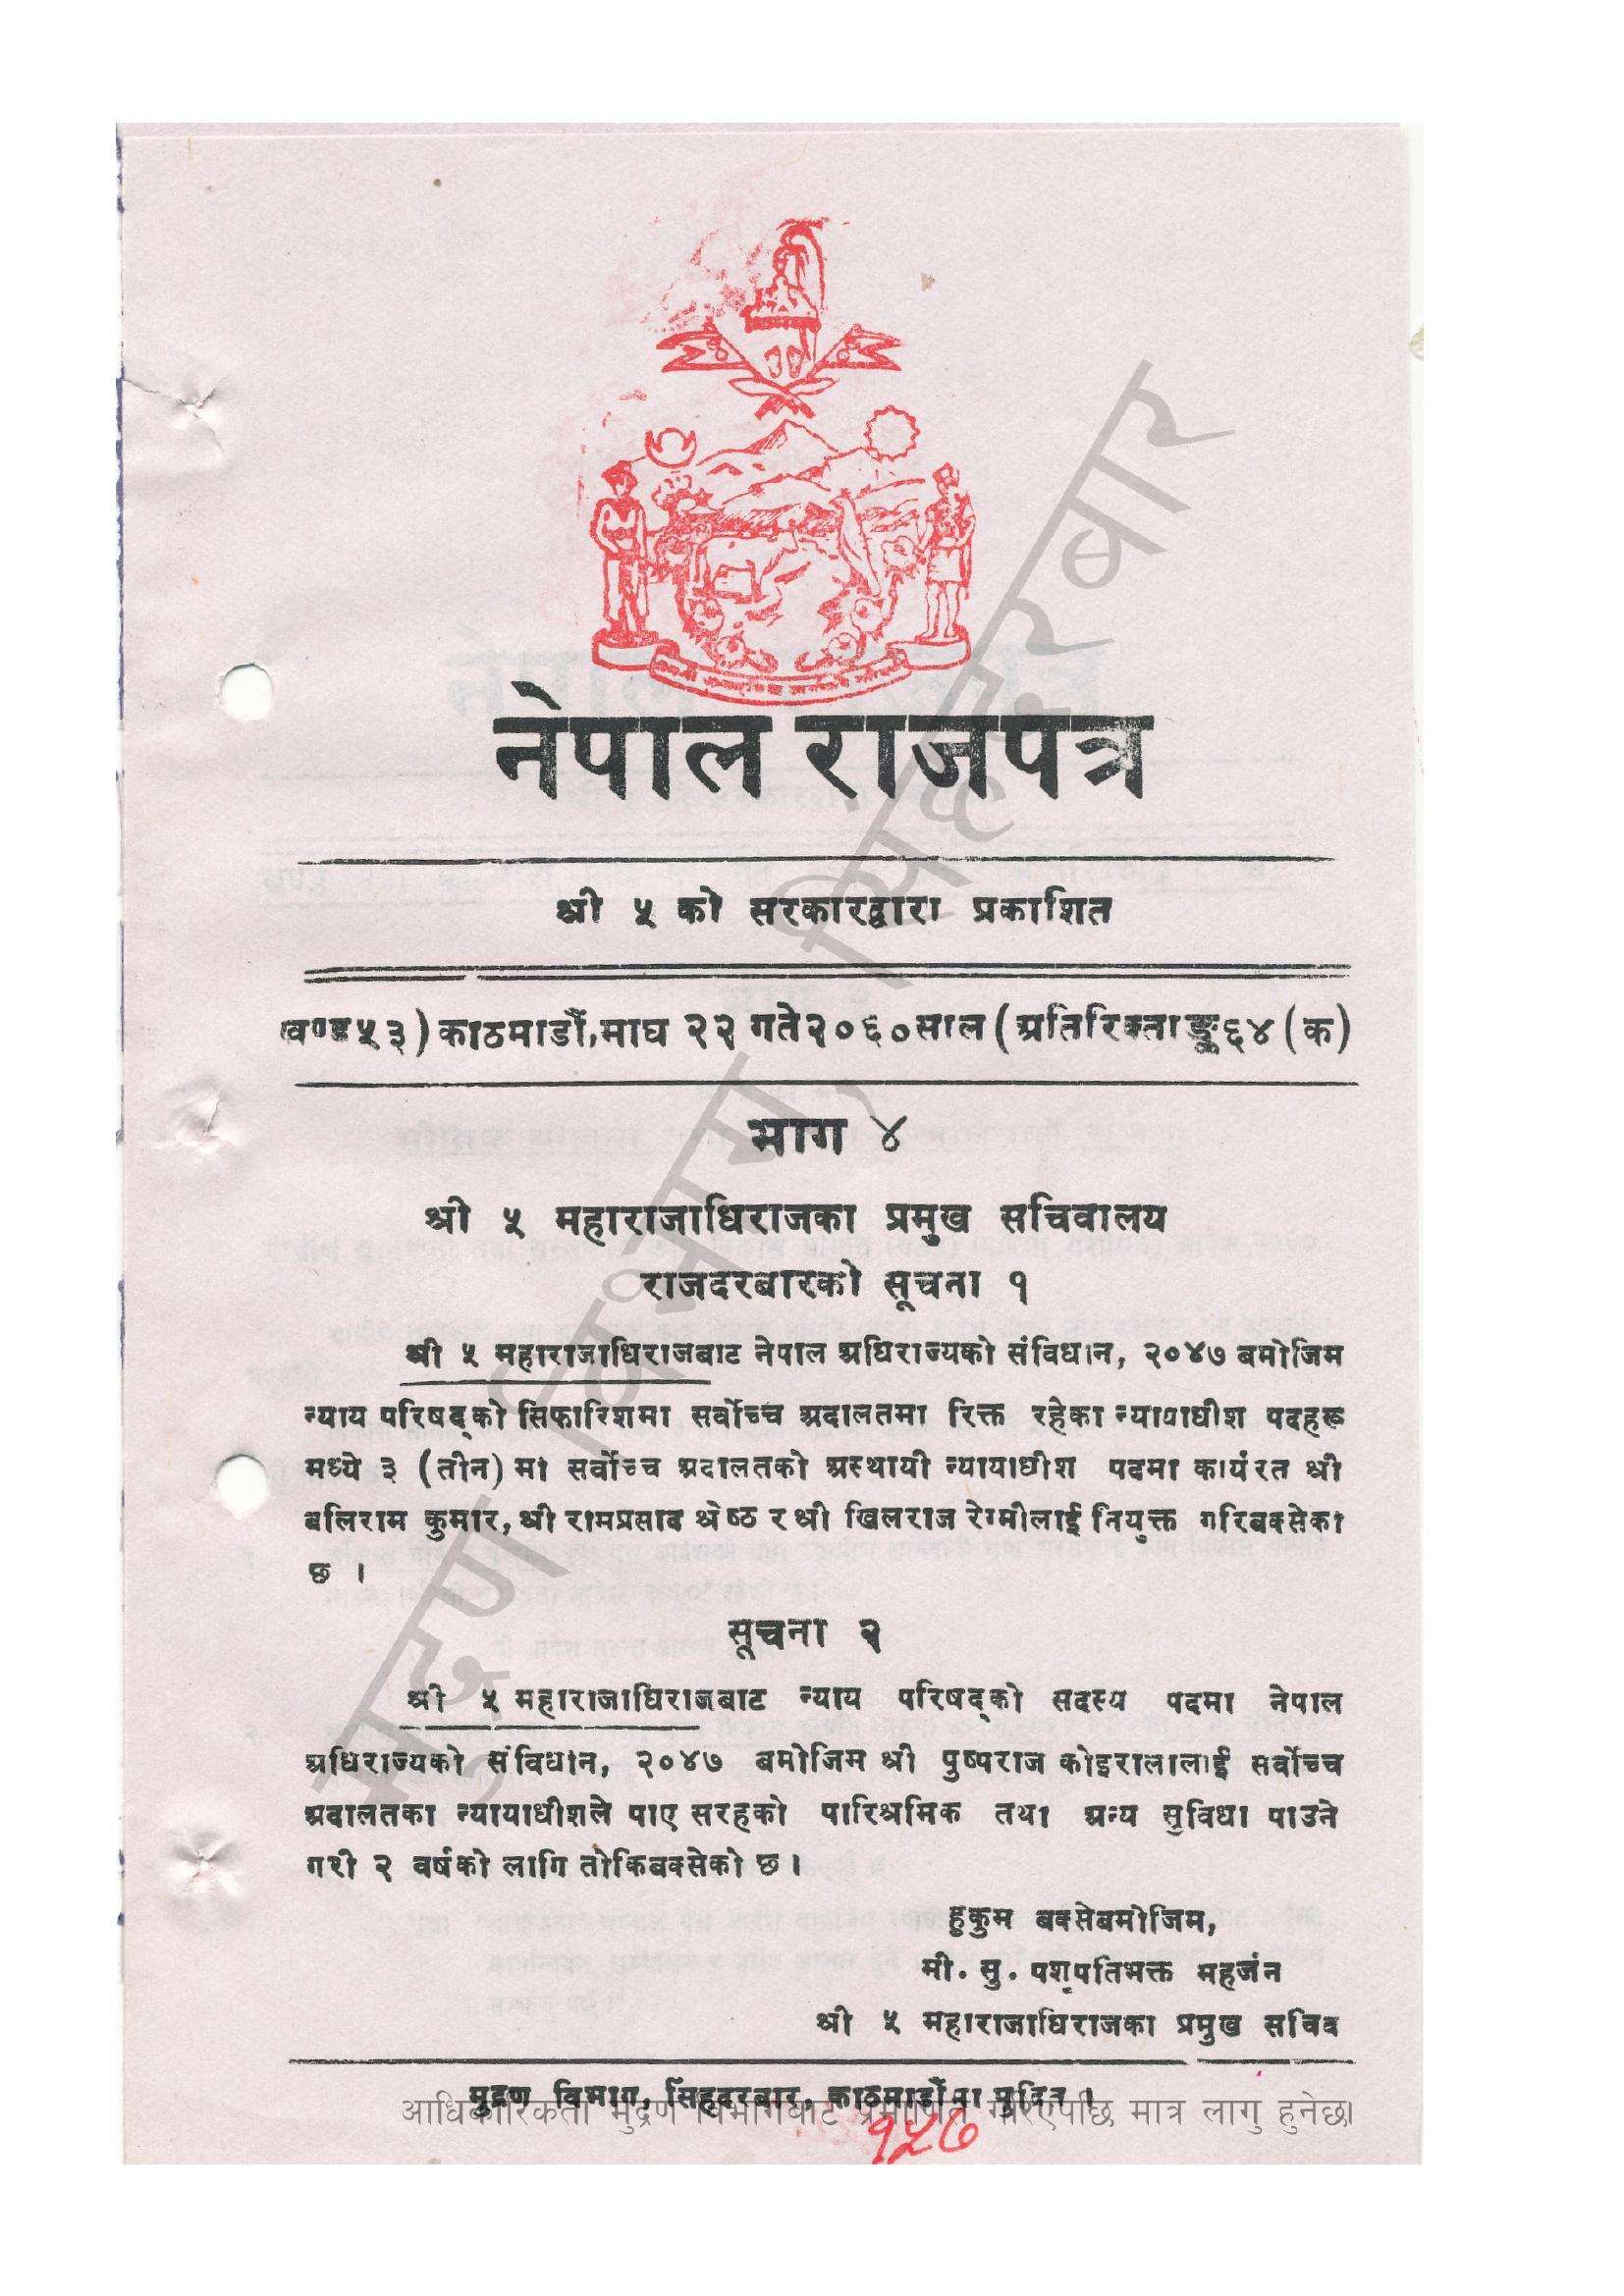 नेपाल राजपत्र
श्री ५ को सरकारद्वारा प्रकाशित
खण्ड ५३) काठमाडौँ, माघ २२ गते २०६० साल (अतिरिक्ताङ्क ६४ (क)
भाग ४
श्री ५ महाराजाधिराजका प्रमुख सचिवालय
राजदरबारको सूचना १
श्री ५ महाराजाधिराजबाट नेपाल अधिराज्यको संविधान, २०४७ बमोजिम
न्याय परिषद्को सिफारिशमा सर्वोच्च अदालतमा रिक्त रहेका न्यायाधीश पदहरू
मध्ये ३ (तीन) मा सर्वोच्च अदालतको अस्थायी न्यायाधीश पदमा कार्यरत श्री
बलिराम कुमार, श्री रामप्रसाद श्रेष्ठ र श्री खिलराज रेग्मीलाई नियुक्त गरिबक्सेका
छ ।
सूचना २
श्री ५ महाराजाधिराजबाट न्याय परिषद्को सदस्य पदमा नेपाल
अधिराज्यको संविधान, २०४७ बमोजिम श्री पुष्पराज कोइरालालाई सर्वोच्च
अदालतका न्यायाधीशले पाए सरहको पारिश्रमिक तथा अन्य सुविधा पाउने
गरी २ वर्षको लागि तोकिबक्सेको छ ।
हुकुम बक्सेबमोजिम,
मी. सु. पशुपतिभक्त महर्जन
श्री ५ महाराजाधिराजका प्रमुख सचिव
मुद्रण विभाग, सिंहदरबार, काठमाडौँमा मुद्रित ।
आधिकारिकता मुद्रण विभागबाट प्रमाणित गरिएपछि मात्र लागु हुनेछ।
१५७
मुद्रण विभाग, सिंहदरबार